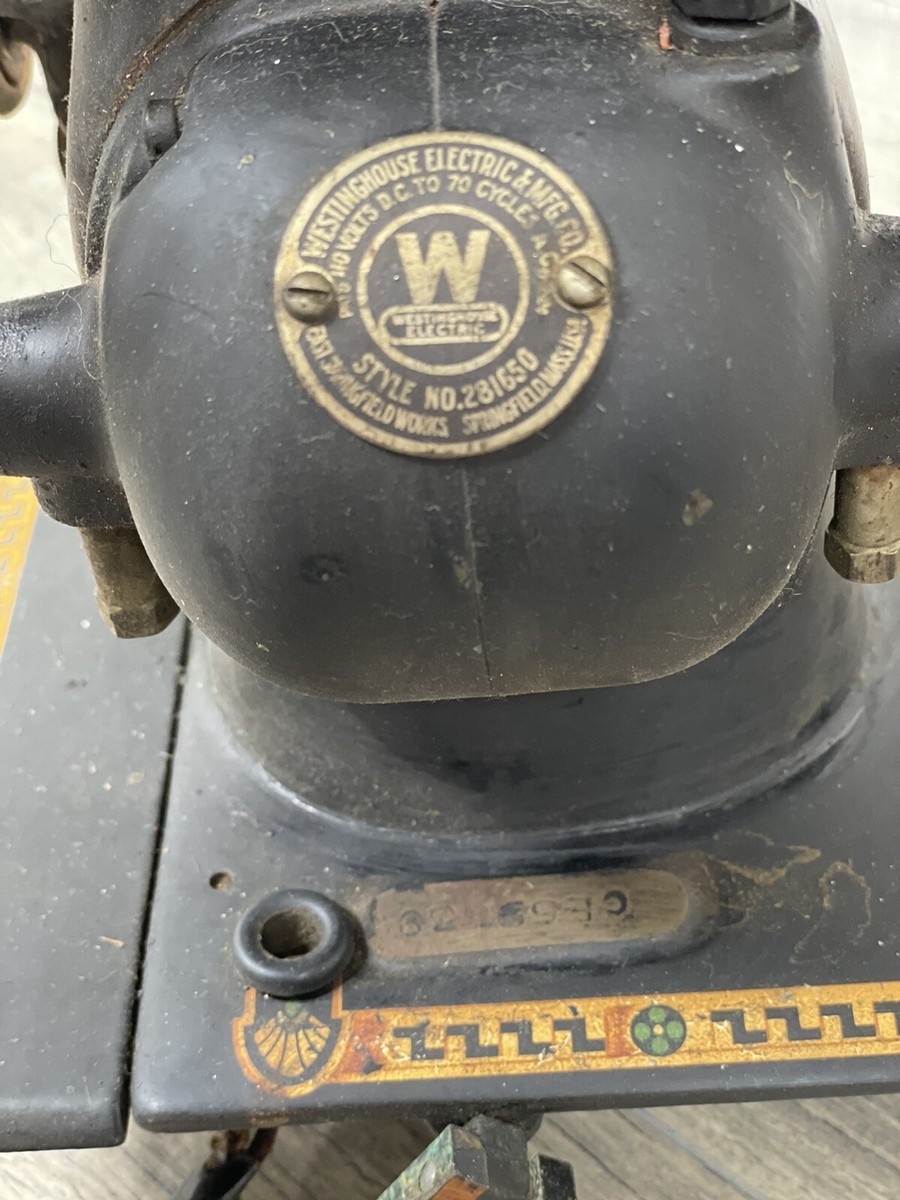 WESTINGHOUSE ELECTRIC & MFG. CO.
110 VOLTS D.C. TO 70 CYCLES A.C.
W
WESTINGHOUSE
ELECTRIC
STYLE NO. 281650
EAST SPRINGFIELD WORKS SPRINGFIELD MASS. U.S.A.